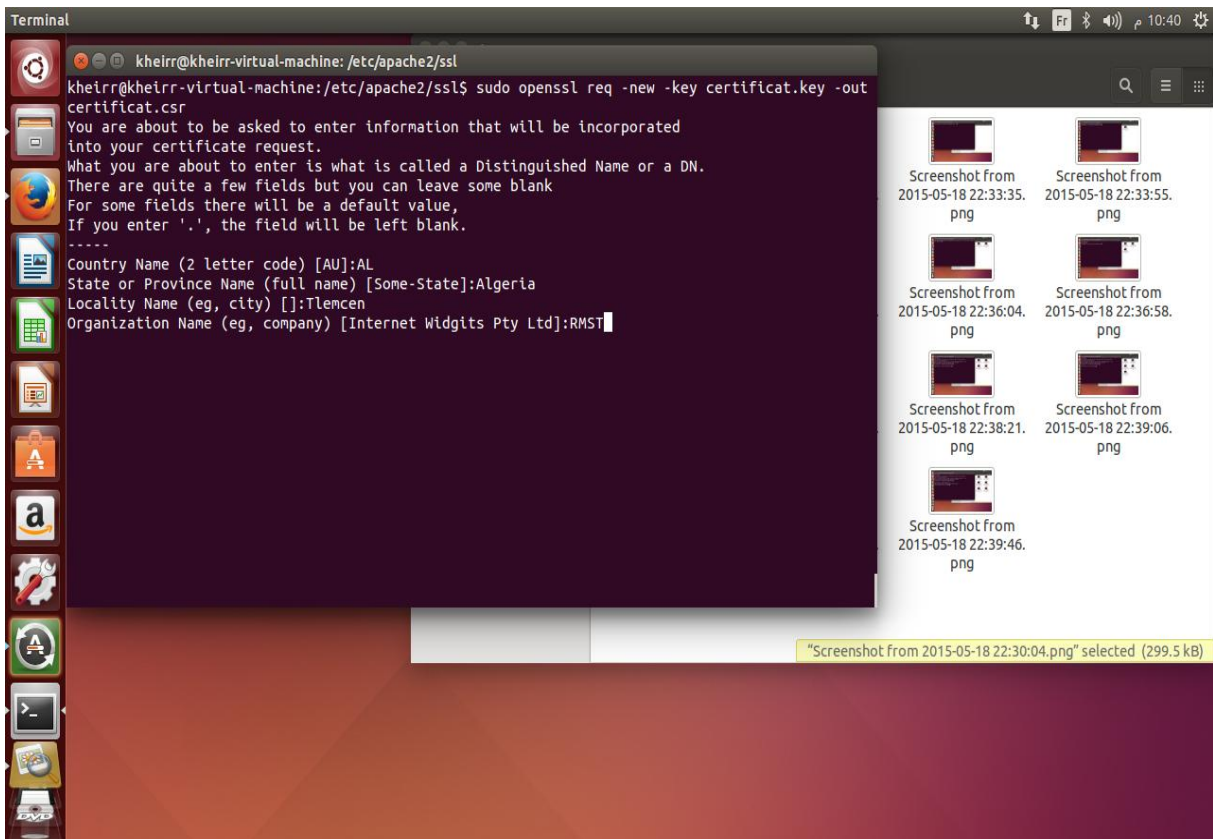 Terminal
Fr
م 10:40
kheirr@kheirr-virtual-machine: /etc/apache2/ssl
kheirr@kheirr-virtual-machine:/etc/apache2/ssl$ sudo openssl req -new -key certificat.key -out
certificat.csr
You are about to be asked to enter information that will be incorporated
into your certificate request.
What you are about to enter is what is called a Distinguished Name or a DN.
There are quite a few fields but you can leave some blank
For some fields there will be a default value,
If you enter '.', the field will be left blank.
-----
Country Name (2 letter code) [AU]:AL
State or Province Name (full name) [Some-State]:Algeria
Locality Name (eg, city) []:Tlemcen
Organization Name (eg, company) [Internet Widgits Pty Ltd]:RMST
Screenshot from
2015-05-18 22:33:35.
png
Screenshot from
2015-05-18 22:33:55.
png
Screenshot from
2015-05-18 22:36:04.
png
Screenshot from
2015-05-18 22:36:58.
png
Screenshot from
2015-05-18 22:38:21.
png
Screenshot from
2015-05-18 22:39:06.
png
Screenshot from
2015-05-18 22:39:46.
png
"Screenshot from 2015-05-18 22:30:04.png" selected (299.5 kB)